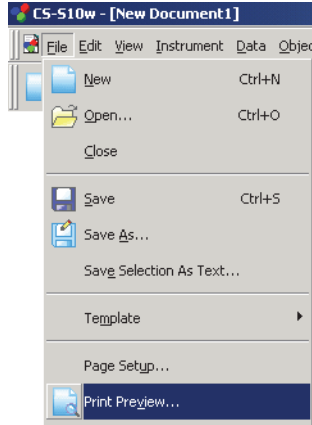 CS-S10w - [New Document1]
File Edit View Instrument Data Objec
New Ctrl+N
Open... Ctrl+O
Close
Save Ctrl+S
Save As...
Save Selection As Text...
Template
Page Setup...
Print Preview...